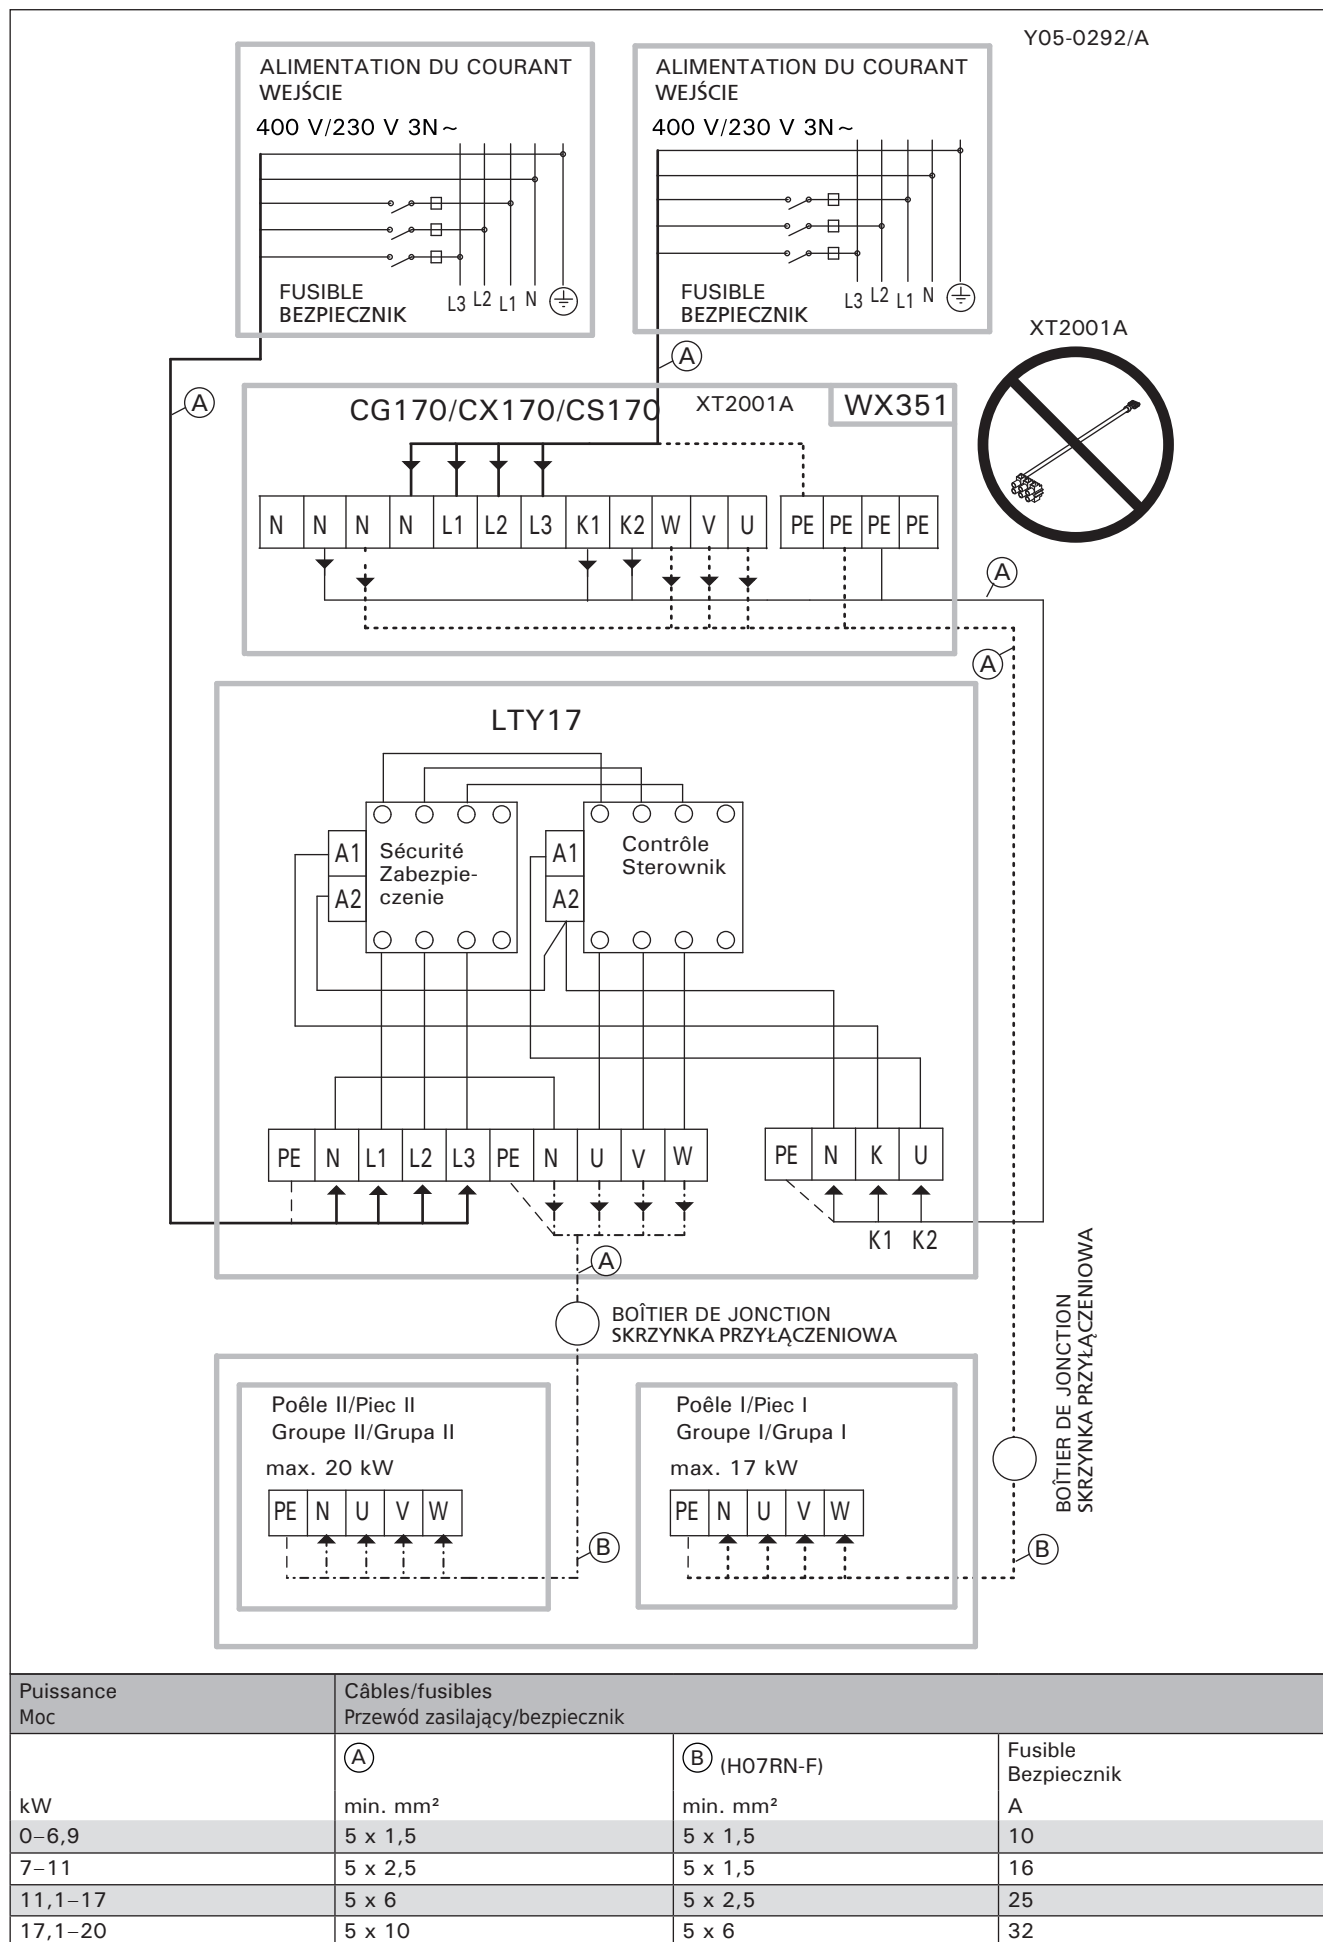 Y05-0292/A
ALIMENTATION DU COURANT
WEJŚCIE
400 V/230 V 3N~
FUSIBLE
BEZPIECZNIK
L3 L2 L1 N
ALIMENTATION DU COURANT
WEJŚCIE
400 V/230 V 3N~
FUSIBLE
BEZPIECZNIK
L3 L2 L1 N
XT2001A
A
A
CG170/CX170/CS170
XT2001A
WX351
N N N N L1 L2 L3 K1 K2 W V U PE PE PE PE
A
A
LTY17
A1
A2
Sécurité
Zabezpie-
czenie
A1
A2
Contrôle
Sterownik
PE N L1 L2 L3 PE N U V W
PE N K U
K1 K2
A
BOÎTIER DE JONCTION
SKRZYNKA PRZYŁĄCZENIOWA
BOÎTIER DE JONCTION
SKRZYNKA PRZYŁĄCZENIOWA
Poêle II/Piec II
Groupe II/Grupa II
max. 20 kW
PE N U V W
B
Poêle I/Piec I
Groupe I/Grupa I
max. 17 kW
PE N U V W
B
Puissance
Moc
Câbles/fusibles
Przewód zasilający/bezpiecznik
A
B (H07RN-F)
Fusible
Bezpiecznik
kW min. mm² min. mm² A
0–6,9 5 x 1,5 5 x 1,5 10
7–11 5 x 2,5 5 x 1,5 16
11,1–17 5 x 6 5 x 2,5 25
17,1–20 5 x 10 5 x 6 32